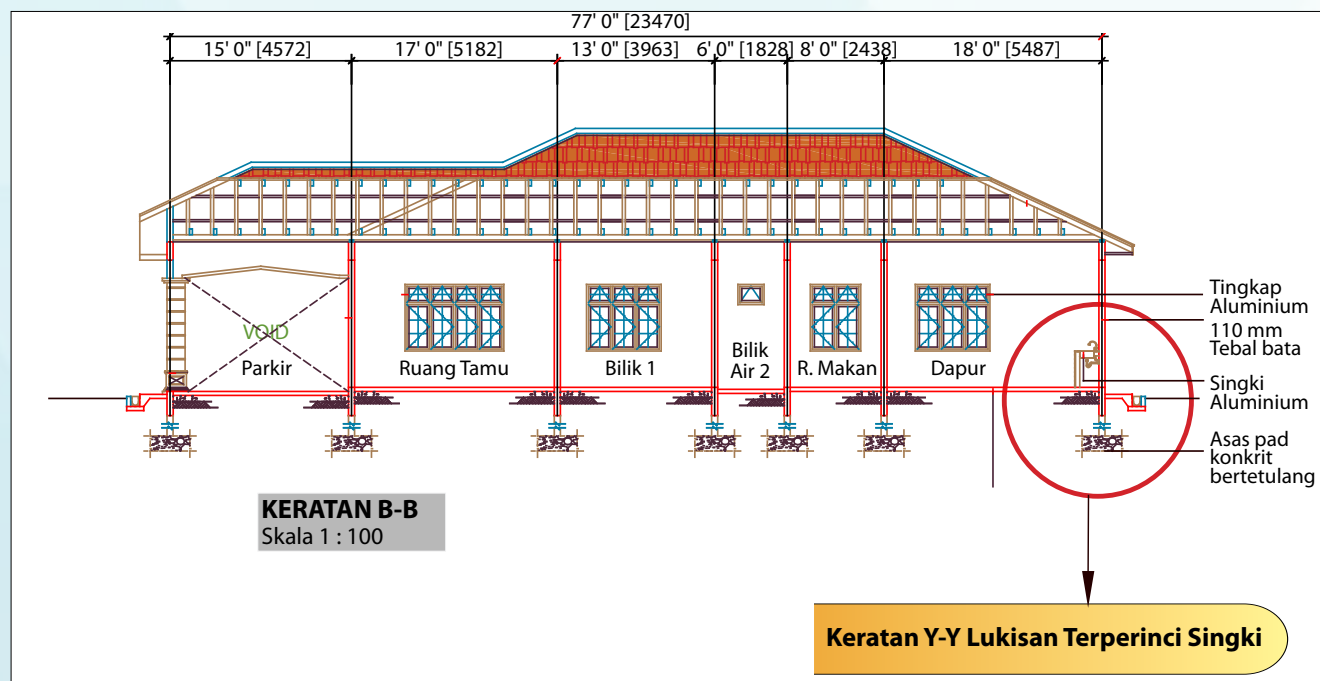 77' 0" [23470]
15' 0" [4572] 17' 0" [5182] 13' 0" [3963] 6' 0" [1828] 8' 0" [2438] 18' 0" [5487]
VOID
Parkir
Ruang Tamu
Bilik 1
Bilik
Air 2
R. Makan
Dapur
Tingkap
Aluminium
110 mm
Tebal bata
Singki
Aluminium
Asas pad
konkrit
bertetulang
KERATAN B-B
Skala 1 : 100
Keratan Y-Y Lukisan Terperinci Singki